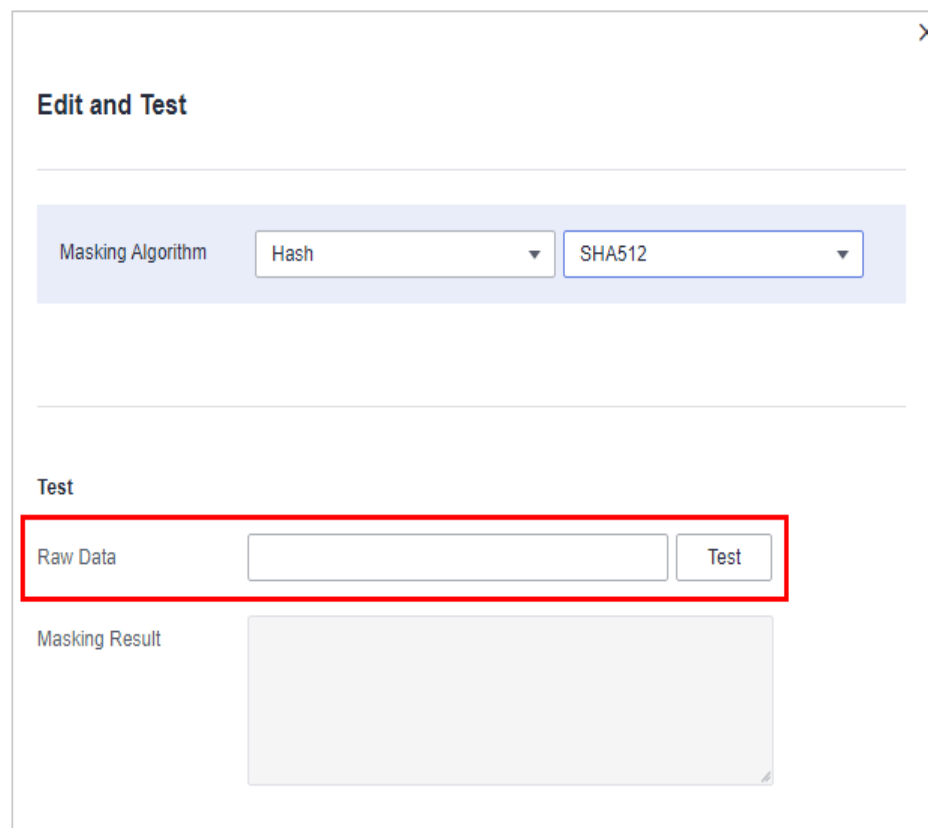 Edit and Test
Masking Algorithm Hash SHA512
Test
Raw Data Test
Masking Result